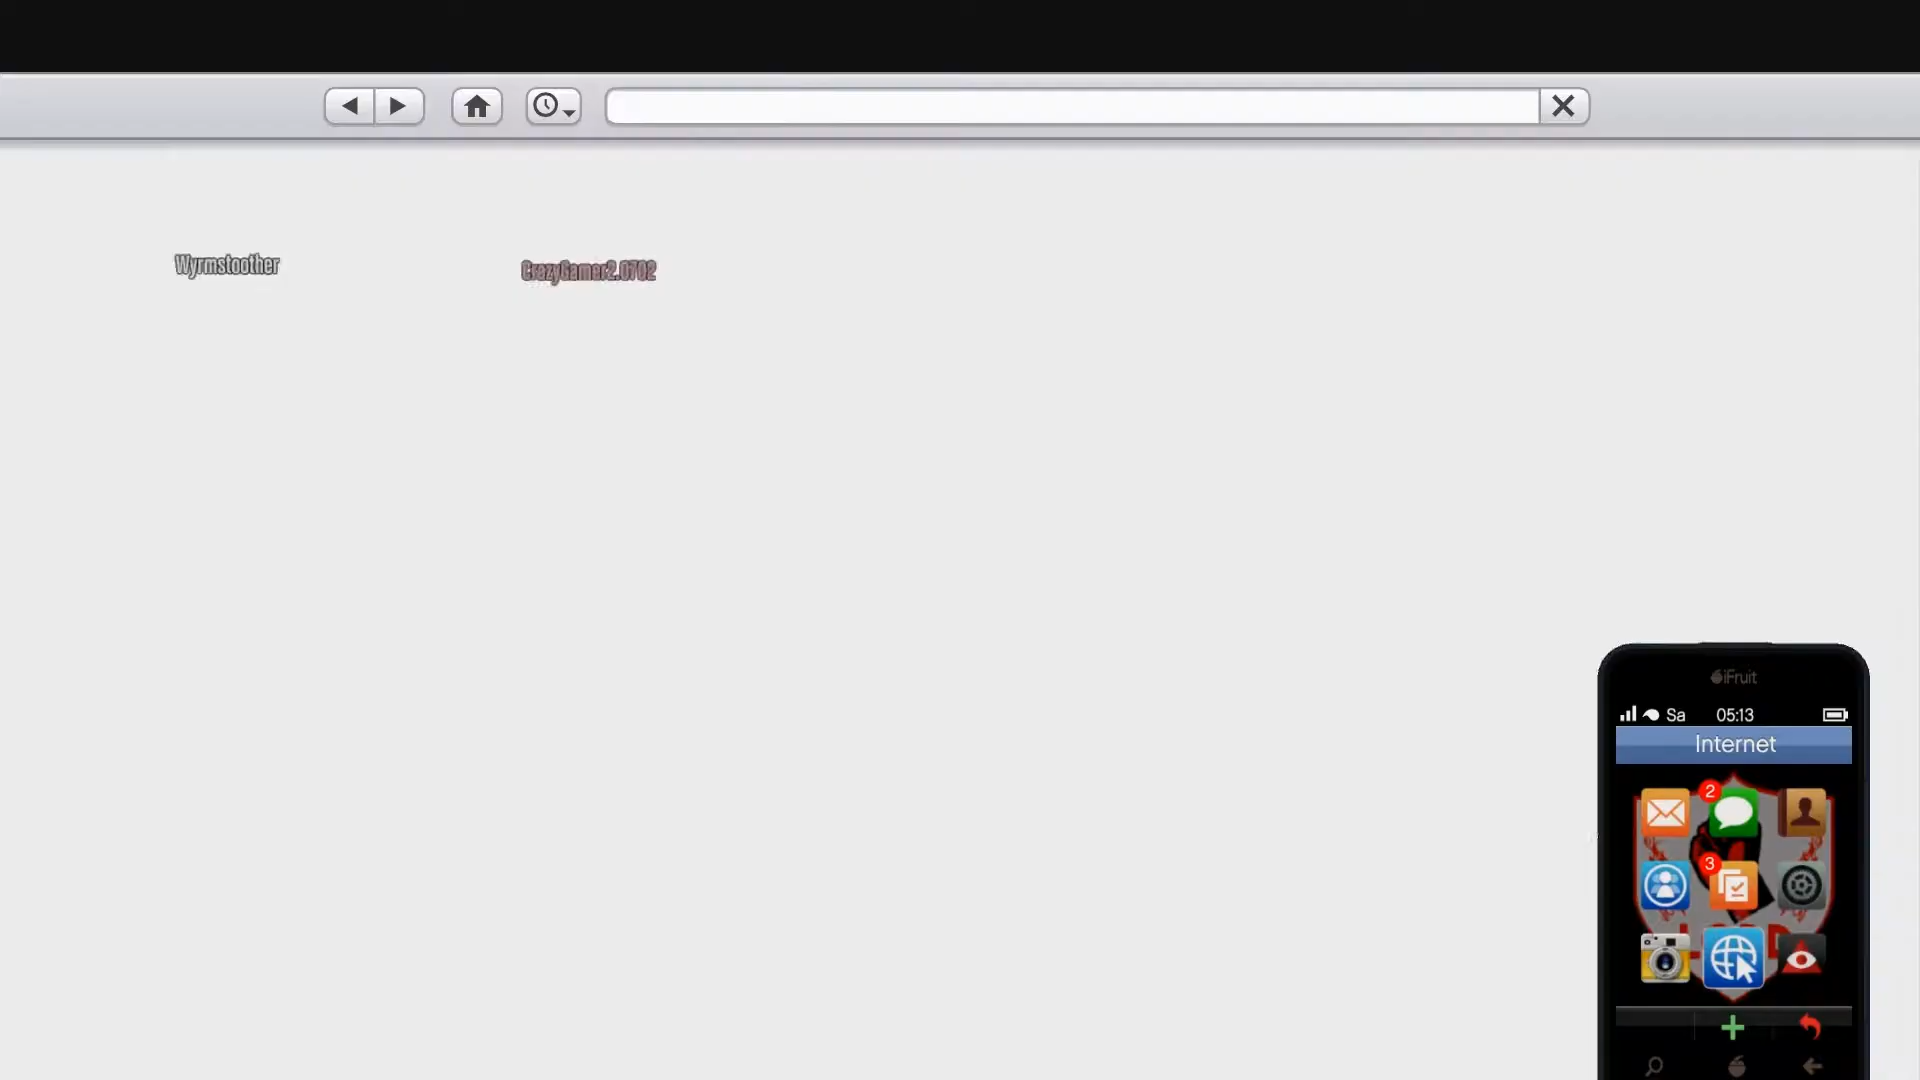 Wyrmstoother
CrazyGamer2.0702
iFruit
Sa 05:13
Internet
2
3